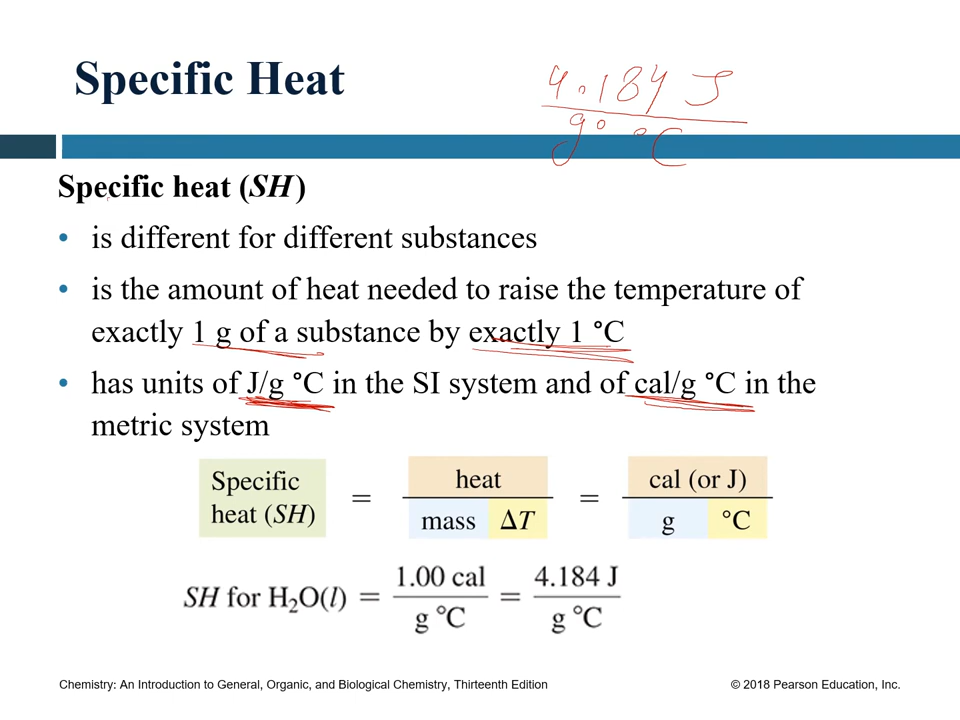 Specific Heat
4.184 J
g· °C
Specific heat (SH)
• is different for different substances
• is the amount of heat needed to raise the temperature of
exactly 1 g of a substance by exactly 1 °C
• has units of J/g °C in the SI system and of cal/g °C in the
metric system
Specific heat (SH) = heat / mass ΔT = cal (or J) / g °C
SH for H₂O(l) = 1.00 cal / g °C = 4.184 J / g °C
Chemistry: An Introduction to General, Organic, and Biological Chemistry, Thirteenth Edition
© 2018 Pearson Education, Inc.